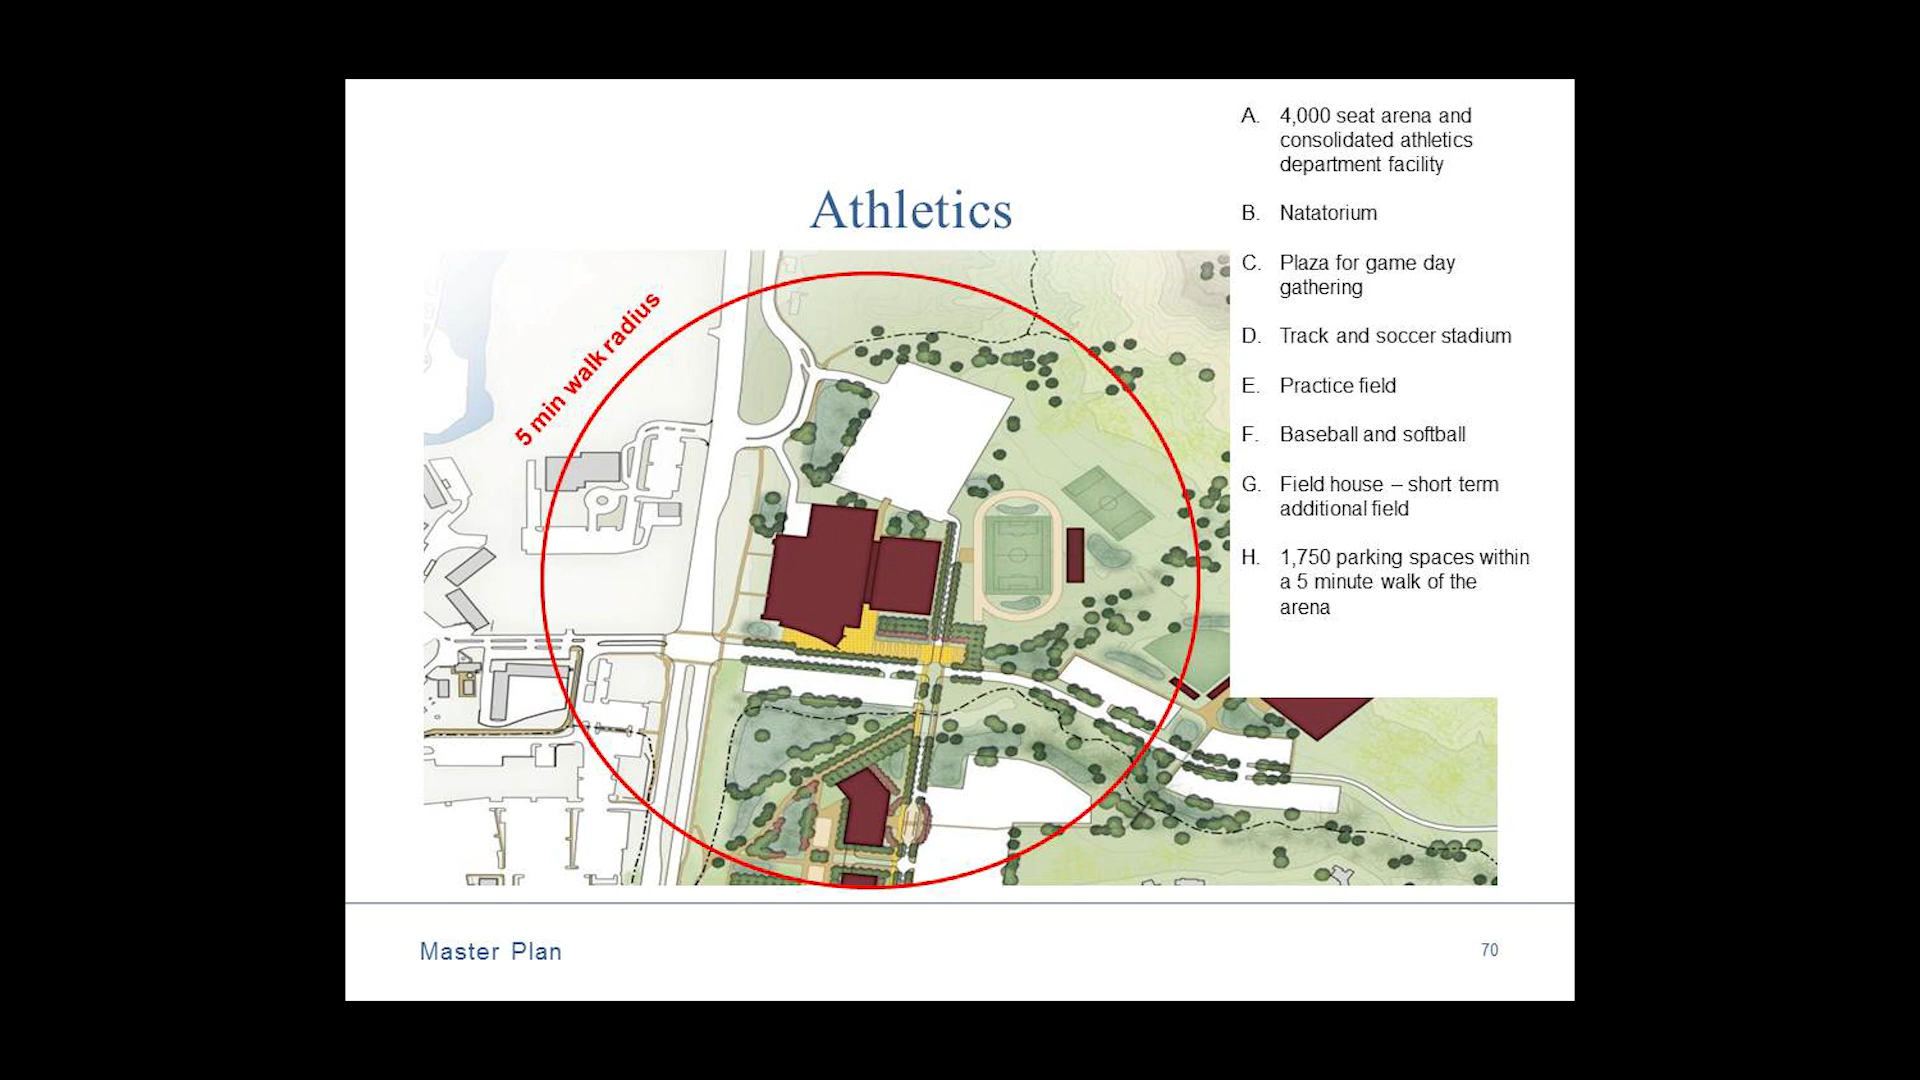 Athletics
5 min walk radius
A. 4,000 seat arena and
consolidated athletics
department facility
B. Natatorium
C. Plaza for game day
gathering
D. Track and soccer stadium
E. Practice field
F. Baseball and softball
G. Field house – short term
additional field
H. 1,750 parking spaces within
a 5 minute walk of the
arena
Master Plan
70